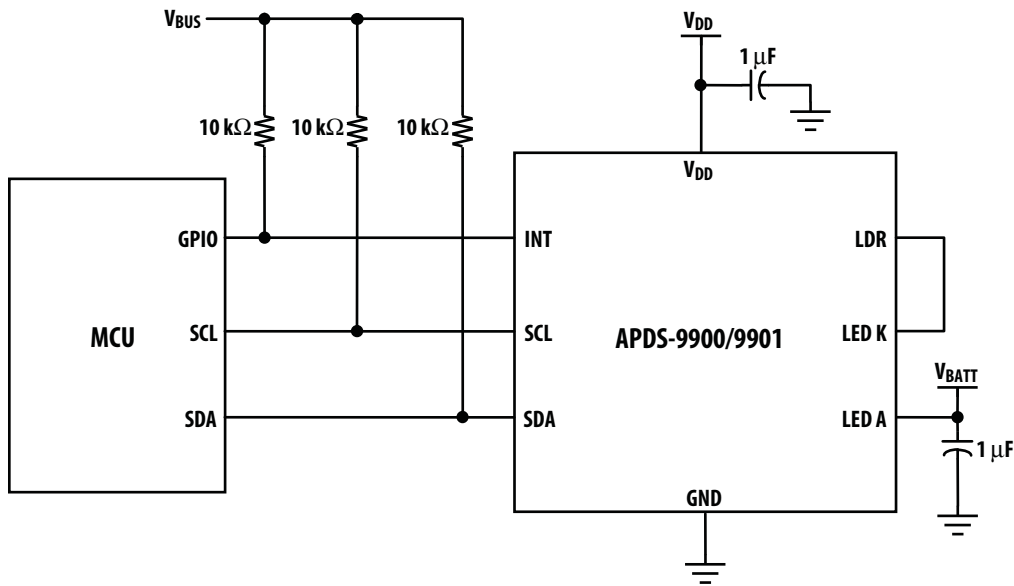 VBUS
VDD
1 μF
10 kΩ 10 kΩ 10 kΩ
VDD
GPIO INT LDR
MCU SCL SCL APDS-9900/9901 LED K
VBATT
SDA SDA LED A
1 μF
GND